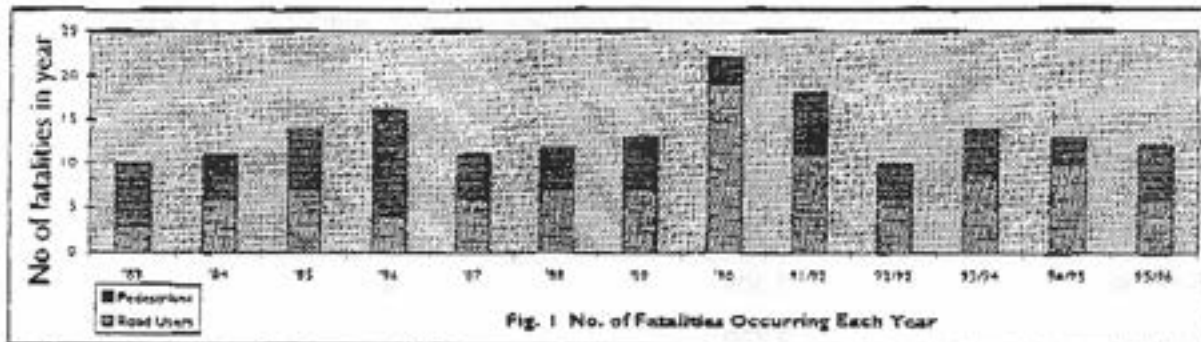 No of fatalities in year
25
20
15
10
5
0
'83 '84 '85 '86 '87 '88 '89 '90 91/92 92/93 93/94 94/95 95/96
Pedestrians
Road Users
Fig. 1 No. of Fatalities Occurring Each Year